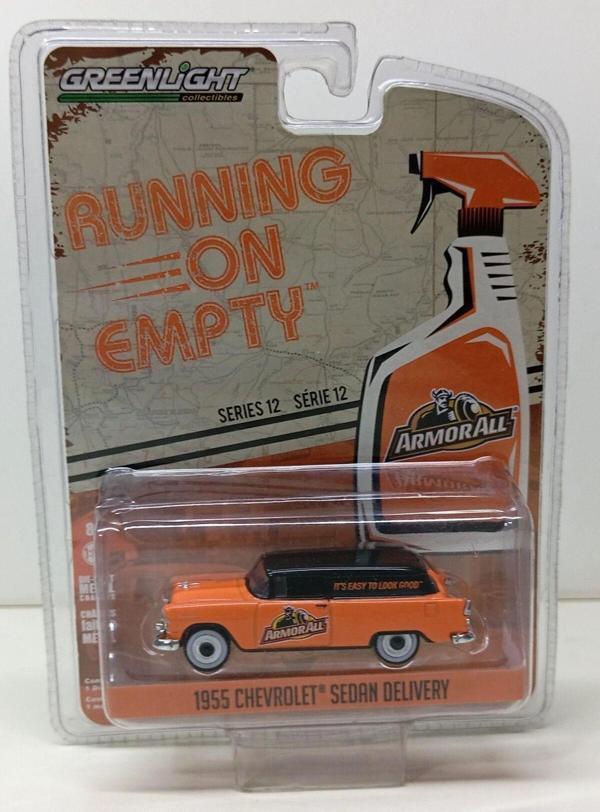 GREENLiGHT
collectibles
RUNNING
ON
EMPTY™
SERIES 12 SÉRIE 12
ARMORALL®
IT'S EASY TO LOOK GOOD™
ARMORALL
1955 CHEVROLET® SEDAN DELIVERY